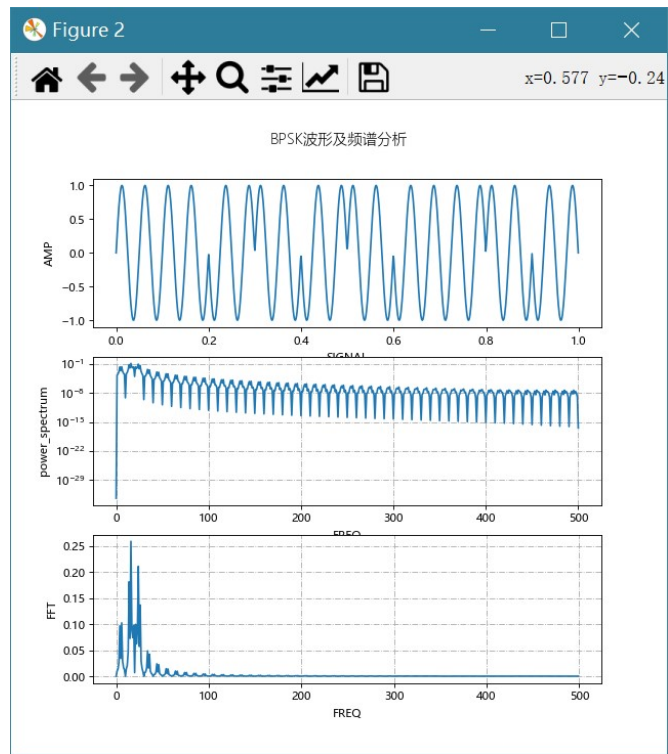 Figure 2
x=0.577 y=-0.24
BPSK波形及频谱分析
1.0
0.5
0.0
−0.5
−1.0
AMP
0.0 0.2 0.4 0.6 0.8 1.0
SIGNAL
10⁻¹
10⁻⁸
10⁻¹⁵
10⁻²²
10⁻²⁹
power_spectrum
0 100 200 300 400 500
FREQ
0.25
0.20
0.15
0.10
0.05
0.00
FFT
0 100 200 300 400 500
FREQ